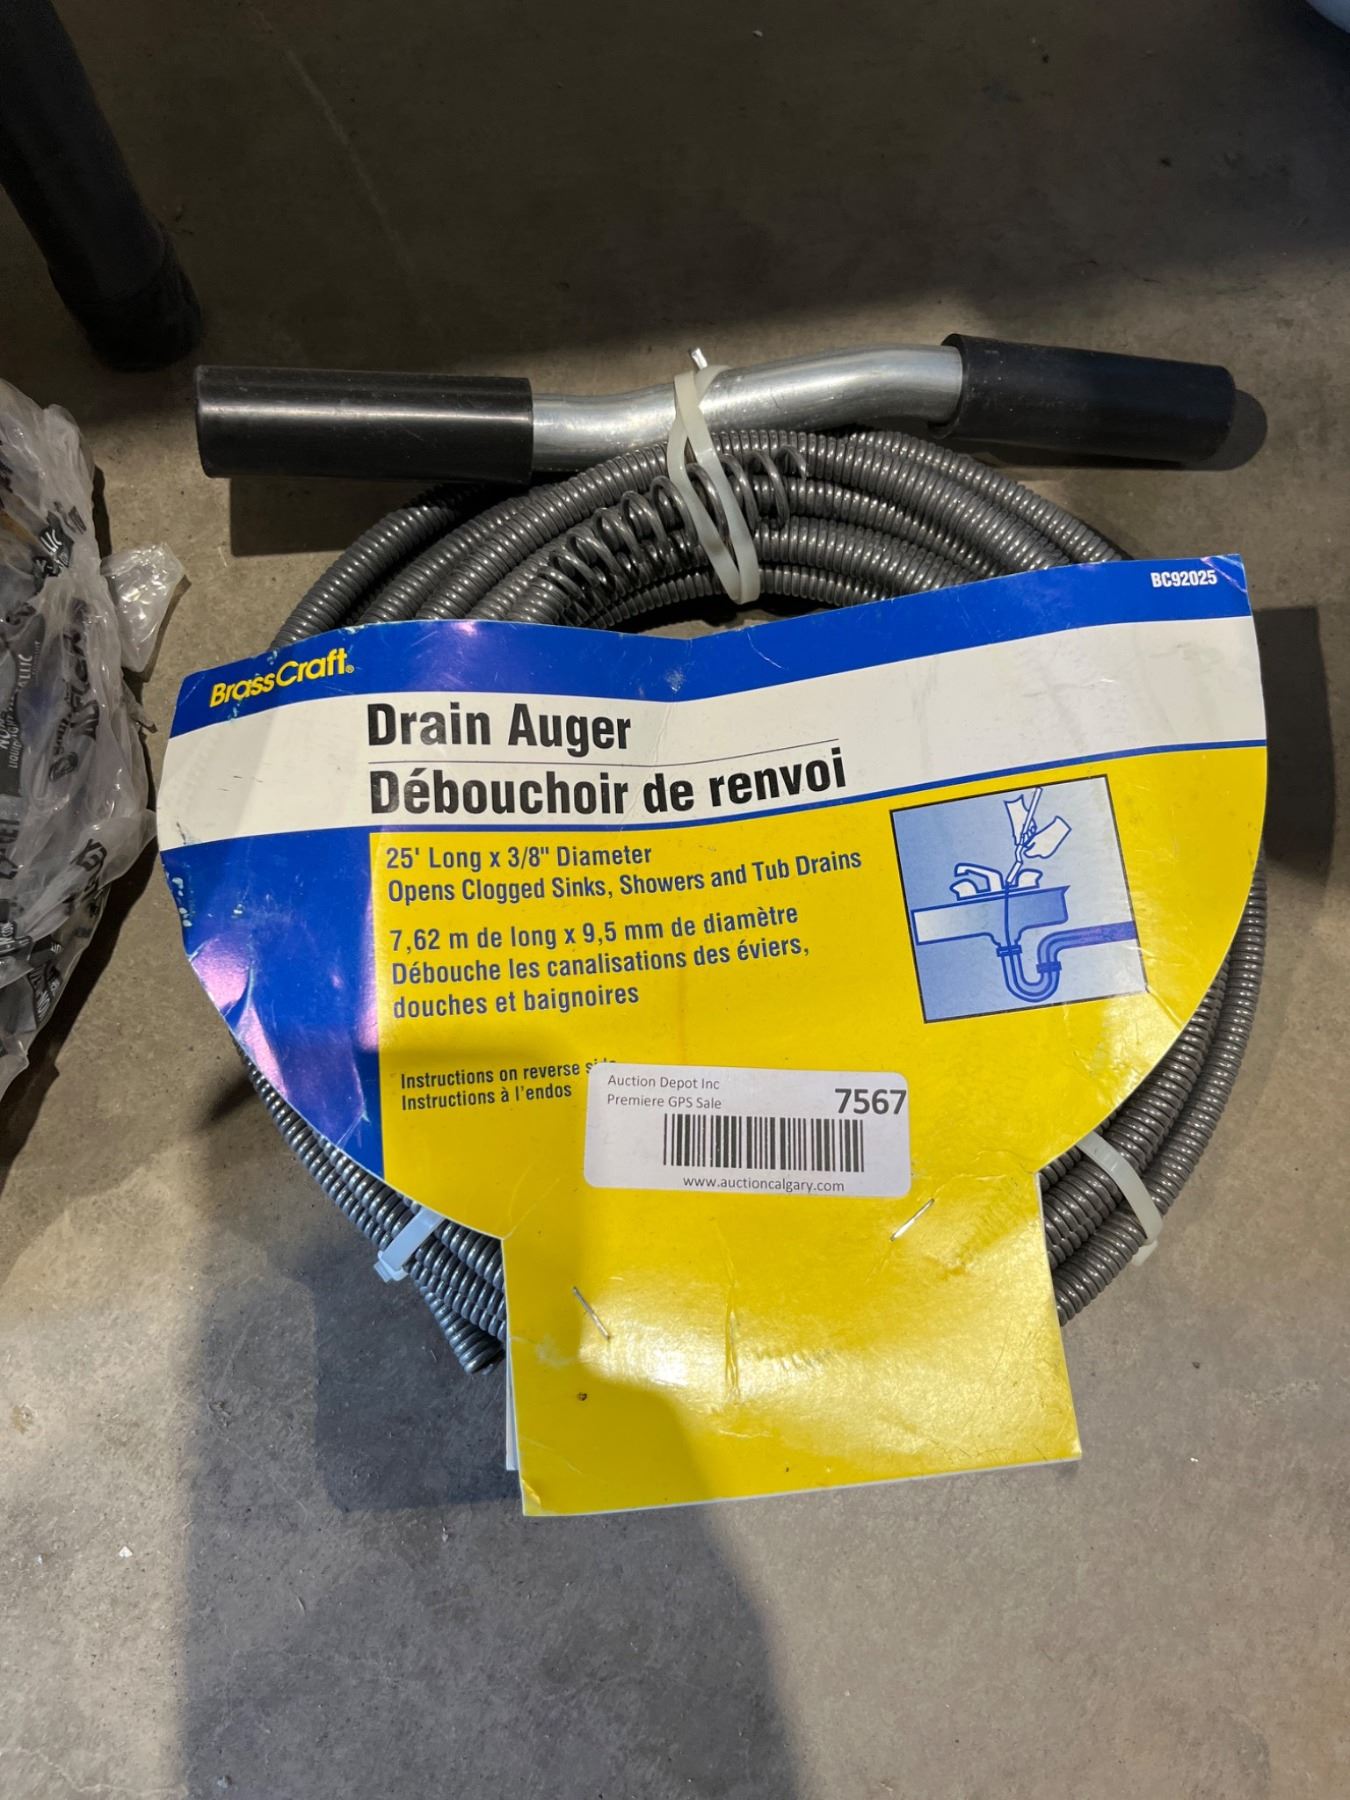 BC92025
BrassCraft®
Drain Auger
Débouchoir de renvoi
25' Long x 3/8" Diameter
Opens Clogged Sinks, Showers and Tub Drains
7,62 m de long x 9,5 mm de diamètre
Débouche les canalisations des éviers,
douches et baignoires
Instructions on reverse side
Instructions à l'endos
Auction Depot Inc
Premiere GPS Sale
7567
www.auctioncalgary.com